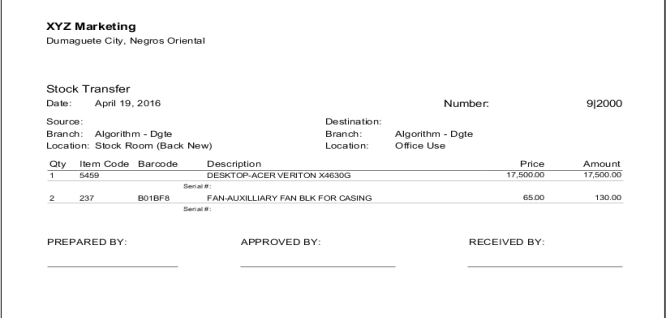 XYZ Marketing
Dumaguete City, Negros Oriental
Stock Transfer
Date: April 19, 2016 Number: 9|2000
Source: Destination:
Branch: Algorithm - Dgte Branch: Algorithm - Dgte
Location: Stock Room (Back New) Location: Office Use
Qty Item Code Barcode Description Price Amount
1 5459 DESKTOP-ACER VERITON X4630G 17,500.00 17,500.00
Serial #:
2 237 B01BF8 FAN-AUXILLIARY FAN BLK FOR CASING 65.00 130.00
Serial #:
PREPARED BY: APPROVED BY: RECEIVED BY: